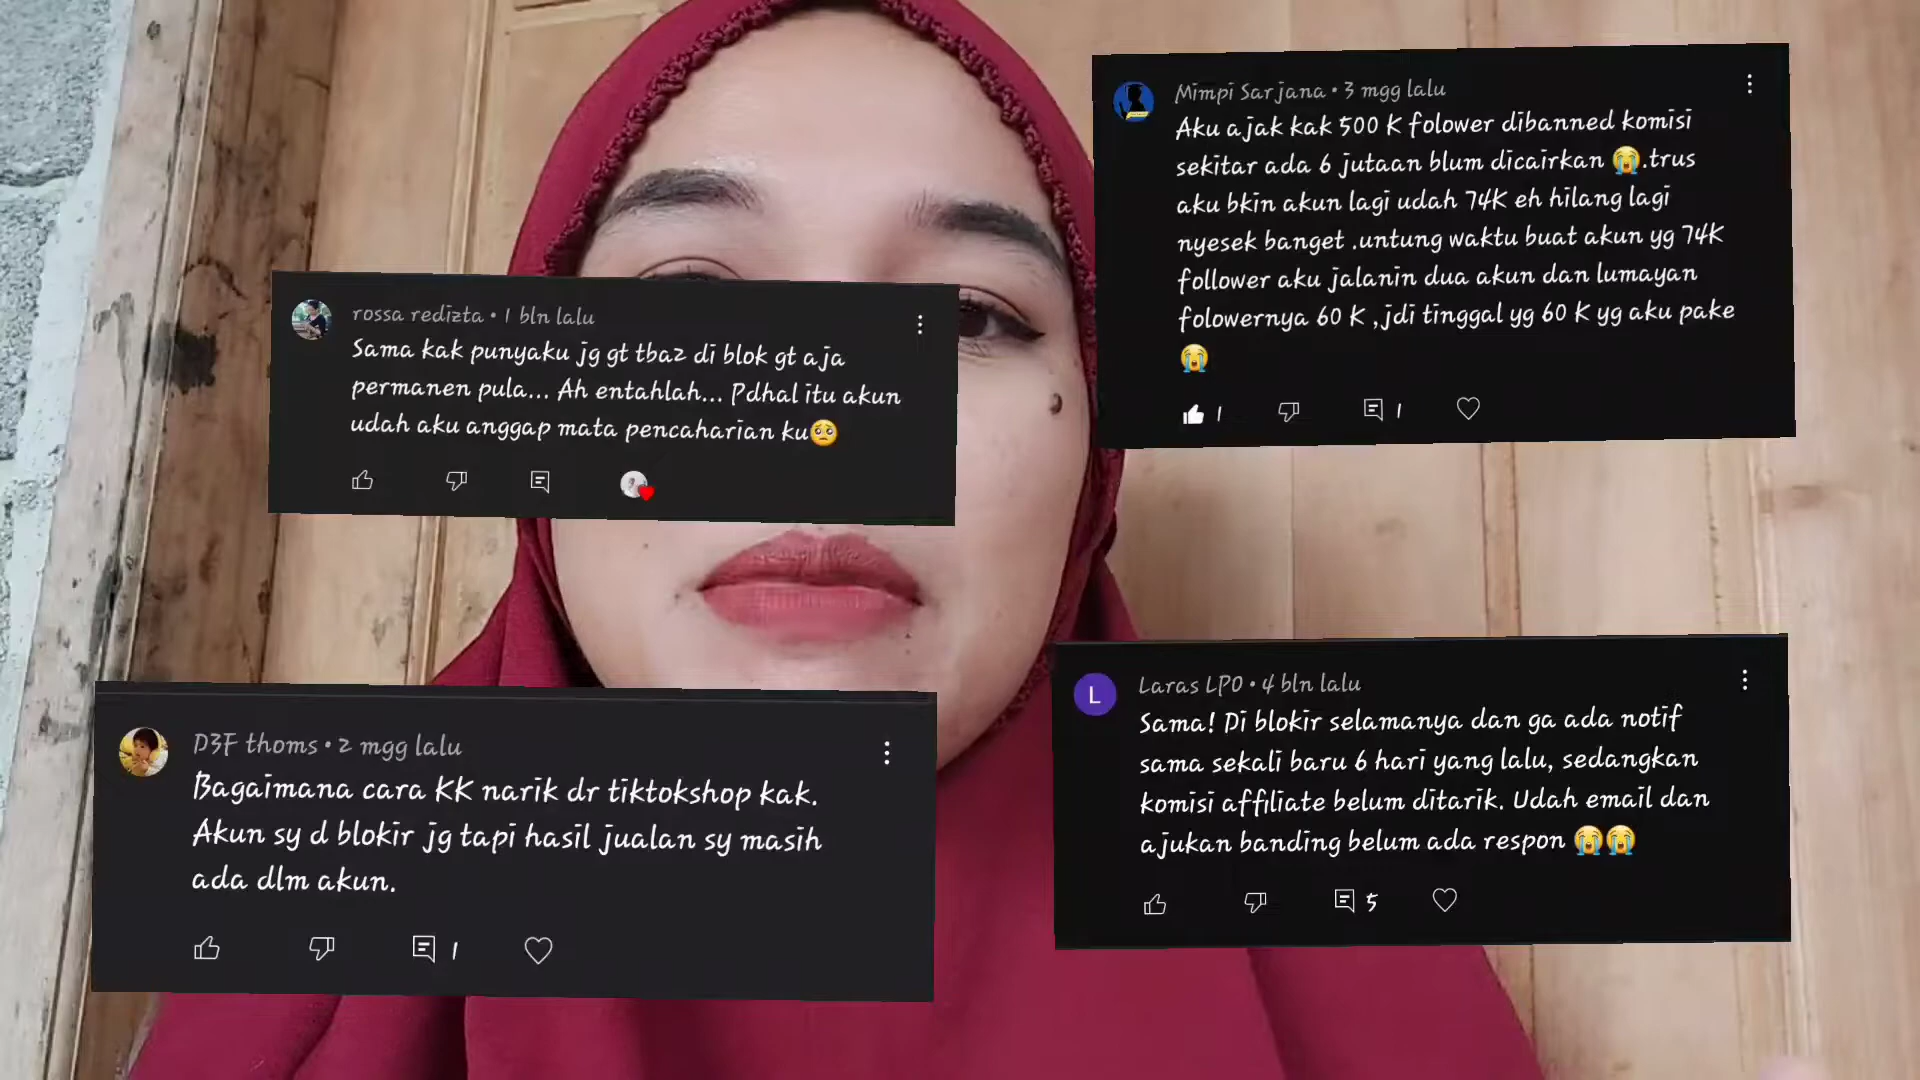 Mimpi Sarjana • 3 mgg lalu
Aku ajak kak 500 K folower dibanned komisi
sekitar ada 6 jutaan blum dicairkan 😭.trus
aku bkin akun lagi udah 74K eh hilang lagi
nyesek banget .untung waktu buat akun yg 74K
follower aku jalanin dua akun dan lumayan
folowernya 60 K ,jdi tinggal yg 60 K yg aku pake
😭
1
1
rossa redizta • 1 bln lalu
Sama kak punyaku jg gt tba2 di blok gt aja
permanen pula... Ah entahlah... Pdhal itu akun
udah aku anggap mata pencaharian ku🥺
L
Laras LPO • 4 bln lalu
Sama! Di blokir selamanya dan ga ada notif
sama sekali baru 6 hari yang lalu, sedangkan
komisi affiliate belum ditarik. Udah email dan
ajukan banding belum ada respon 😭😭
5
D3F thoms • 2 mgg lalu
Bagaimana cara KK narik dr tiktokshop kak.
Akun sy d blokir jg tapi hasil jualan sy masih
ada dlm akun.
1